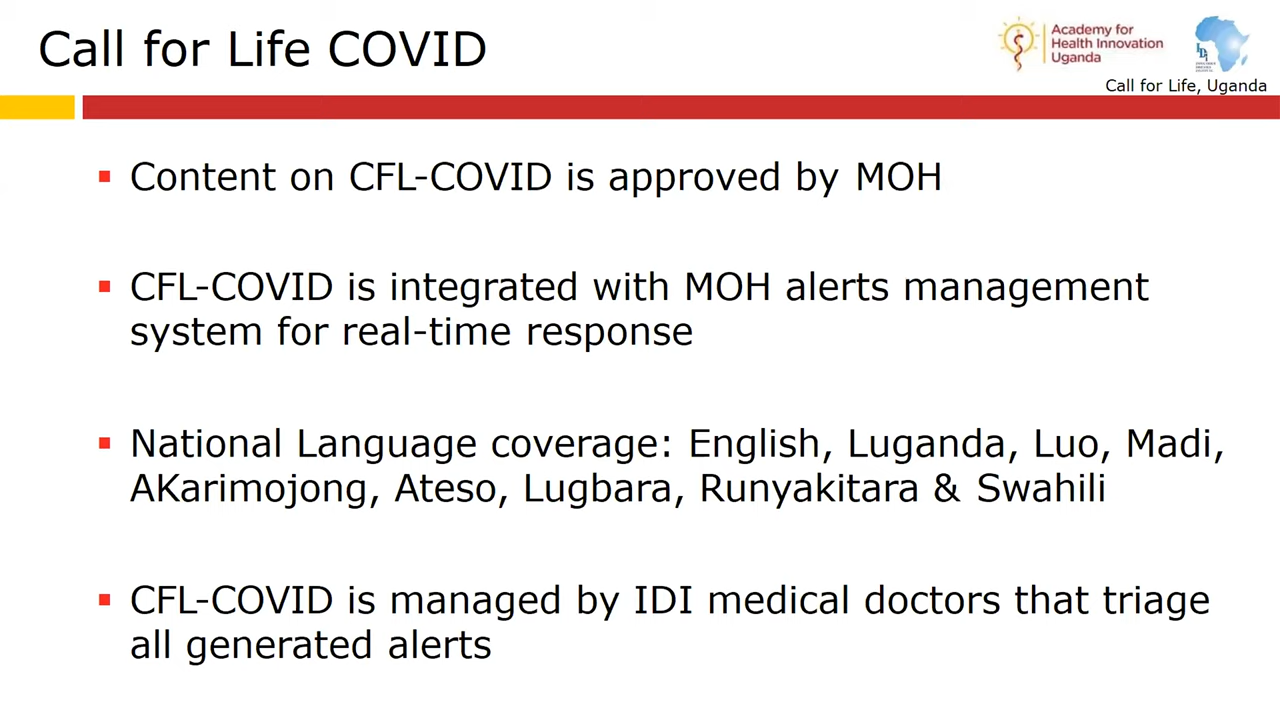 Call for Life COVID
Academy for
Health Innovation
Uganda
IDI
Call for Life, Uganda
Content on CFL-COVID is approved by MOH
CFL-COVID is integrated with MOH alerts management
system for real-time response
National Language coverage: English, Luganda, Luo, Madi,
AKarimojong, Ateso, Lugbara, Runyakitara & Swahili
CFL-COVID is managed by IDI medical doctors that triage
all generated alerts